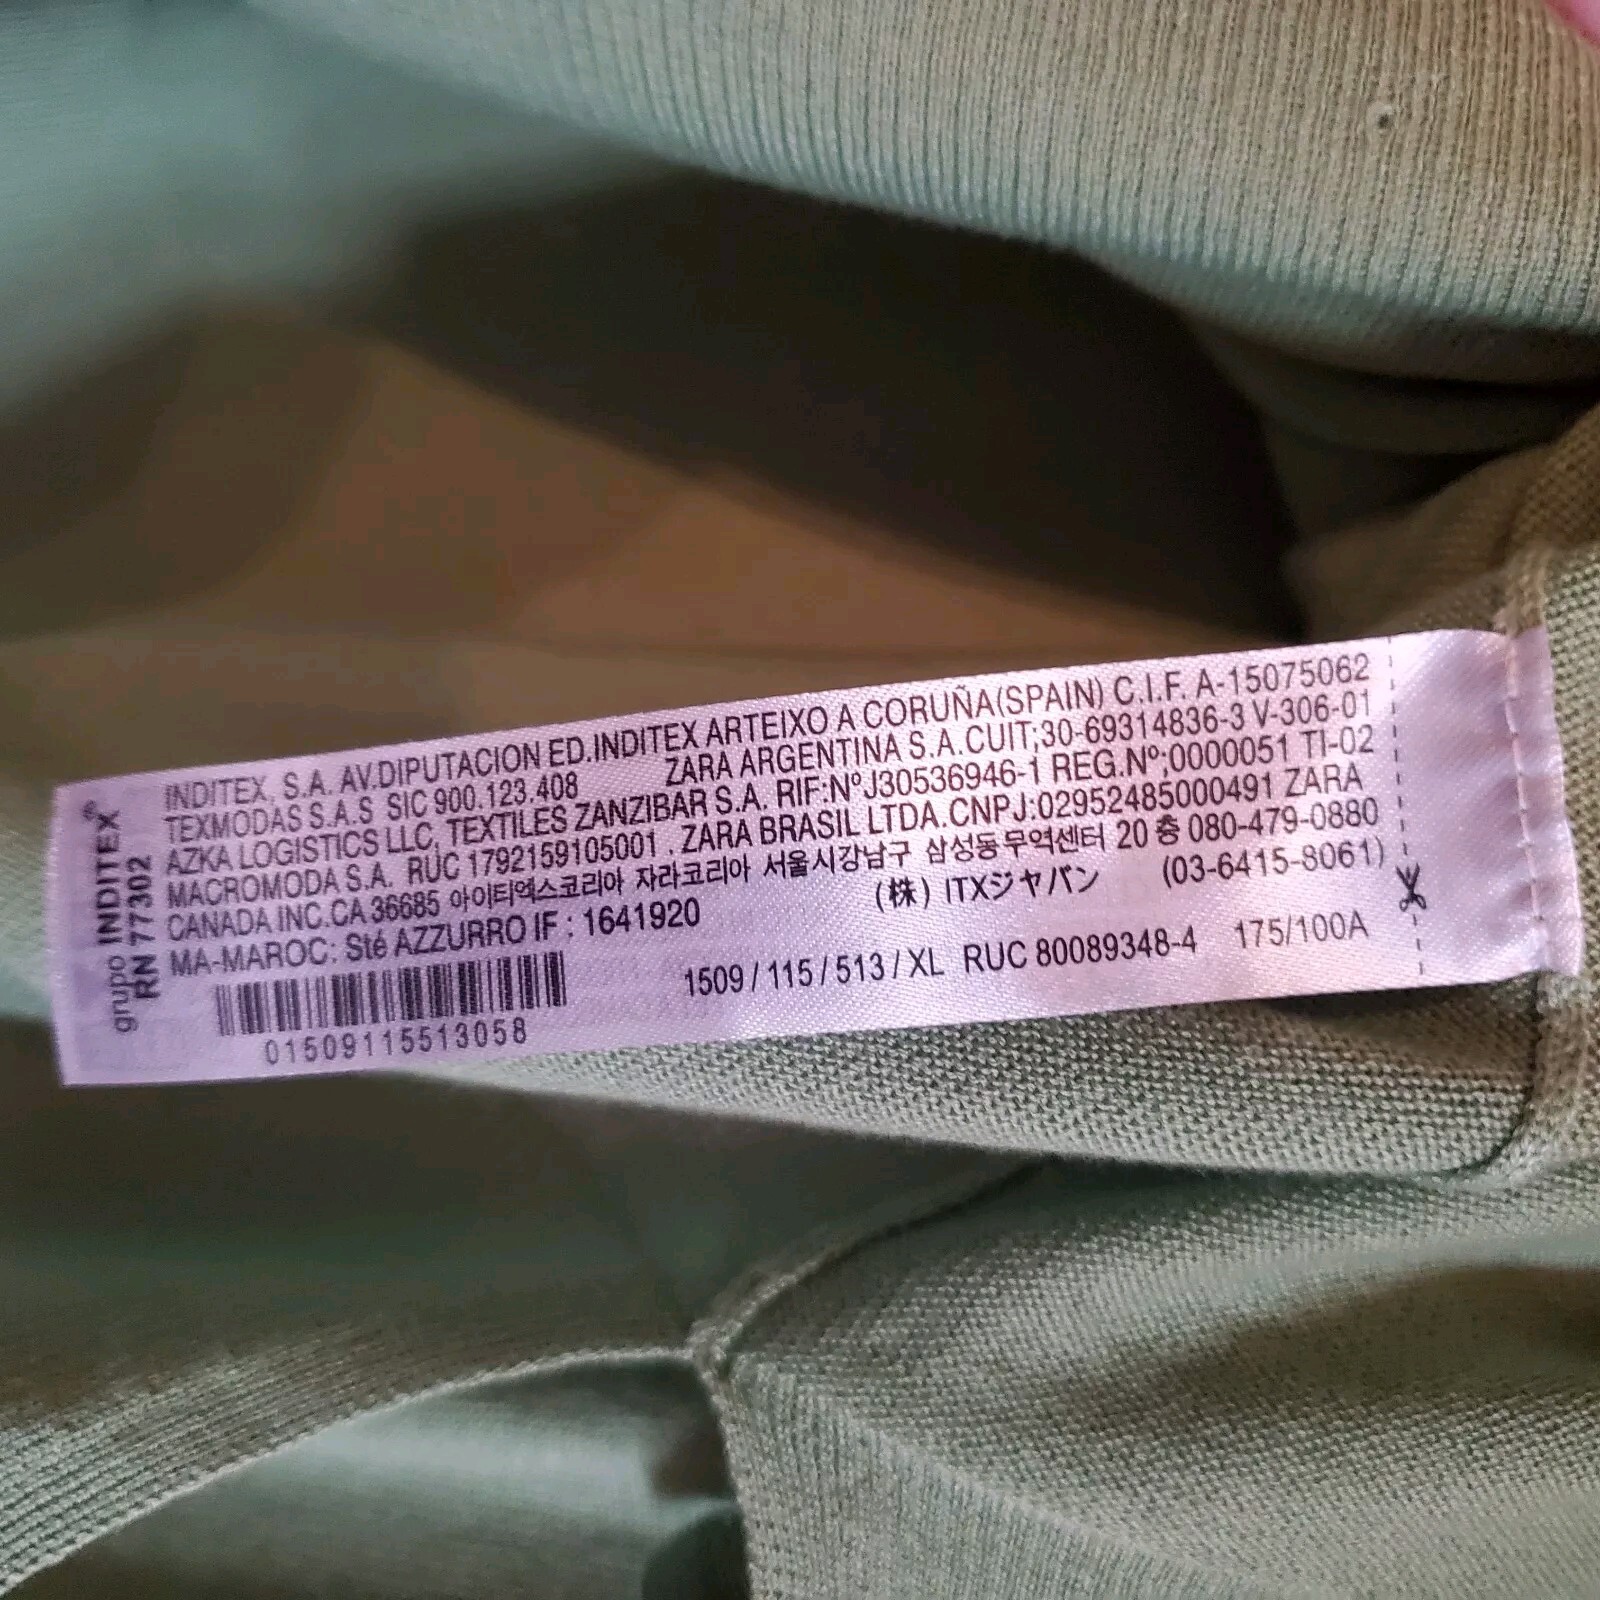 grupo INDITEX®
RN 77302
INDITEX, S.A. AV.DIPUTACION ED.INDITEX ARTEIXO A CORUÑA(SPAIN) C.I.F. A-15075062
TEXMODAS S.A.S SIC 900.123.408 ZARA ARGENTINA S.A.CUIT;30-69314836-3 V-306-01
AZKA LOGISTICS LLC, TEXTILES ZANZIBAR S.A. RIF:NºJ30536946-1 REG.Nº;0000051 TI-02
MACROMODA S.A. RUC 1792159105001 . ZARA BRASIL LTDA.CNPJ:02952485000491 ZARA
CANADA INC.CA 36685 아이티엑스코리아 자라코리아 서울시강남구 삼성동무역센터 20 층 080-479-0880
MA-MAROC: Sté AZZURRO IF : 1641920 (株) ITXジャパン (03-6415-8061)
1509 / 115 / 513 / XL RUC 80089348-4 175/100A
01509115513058